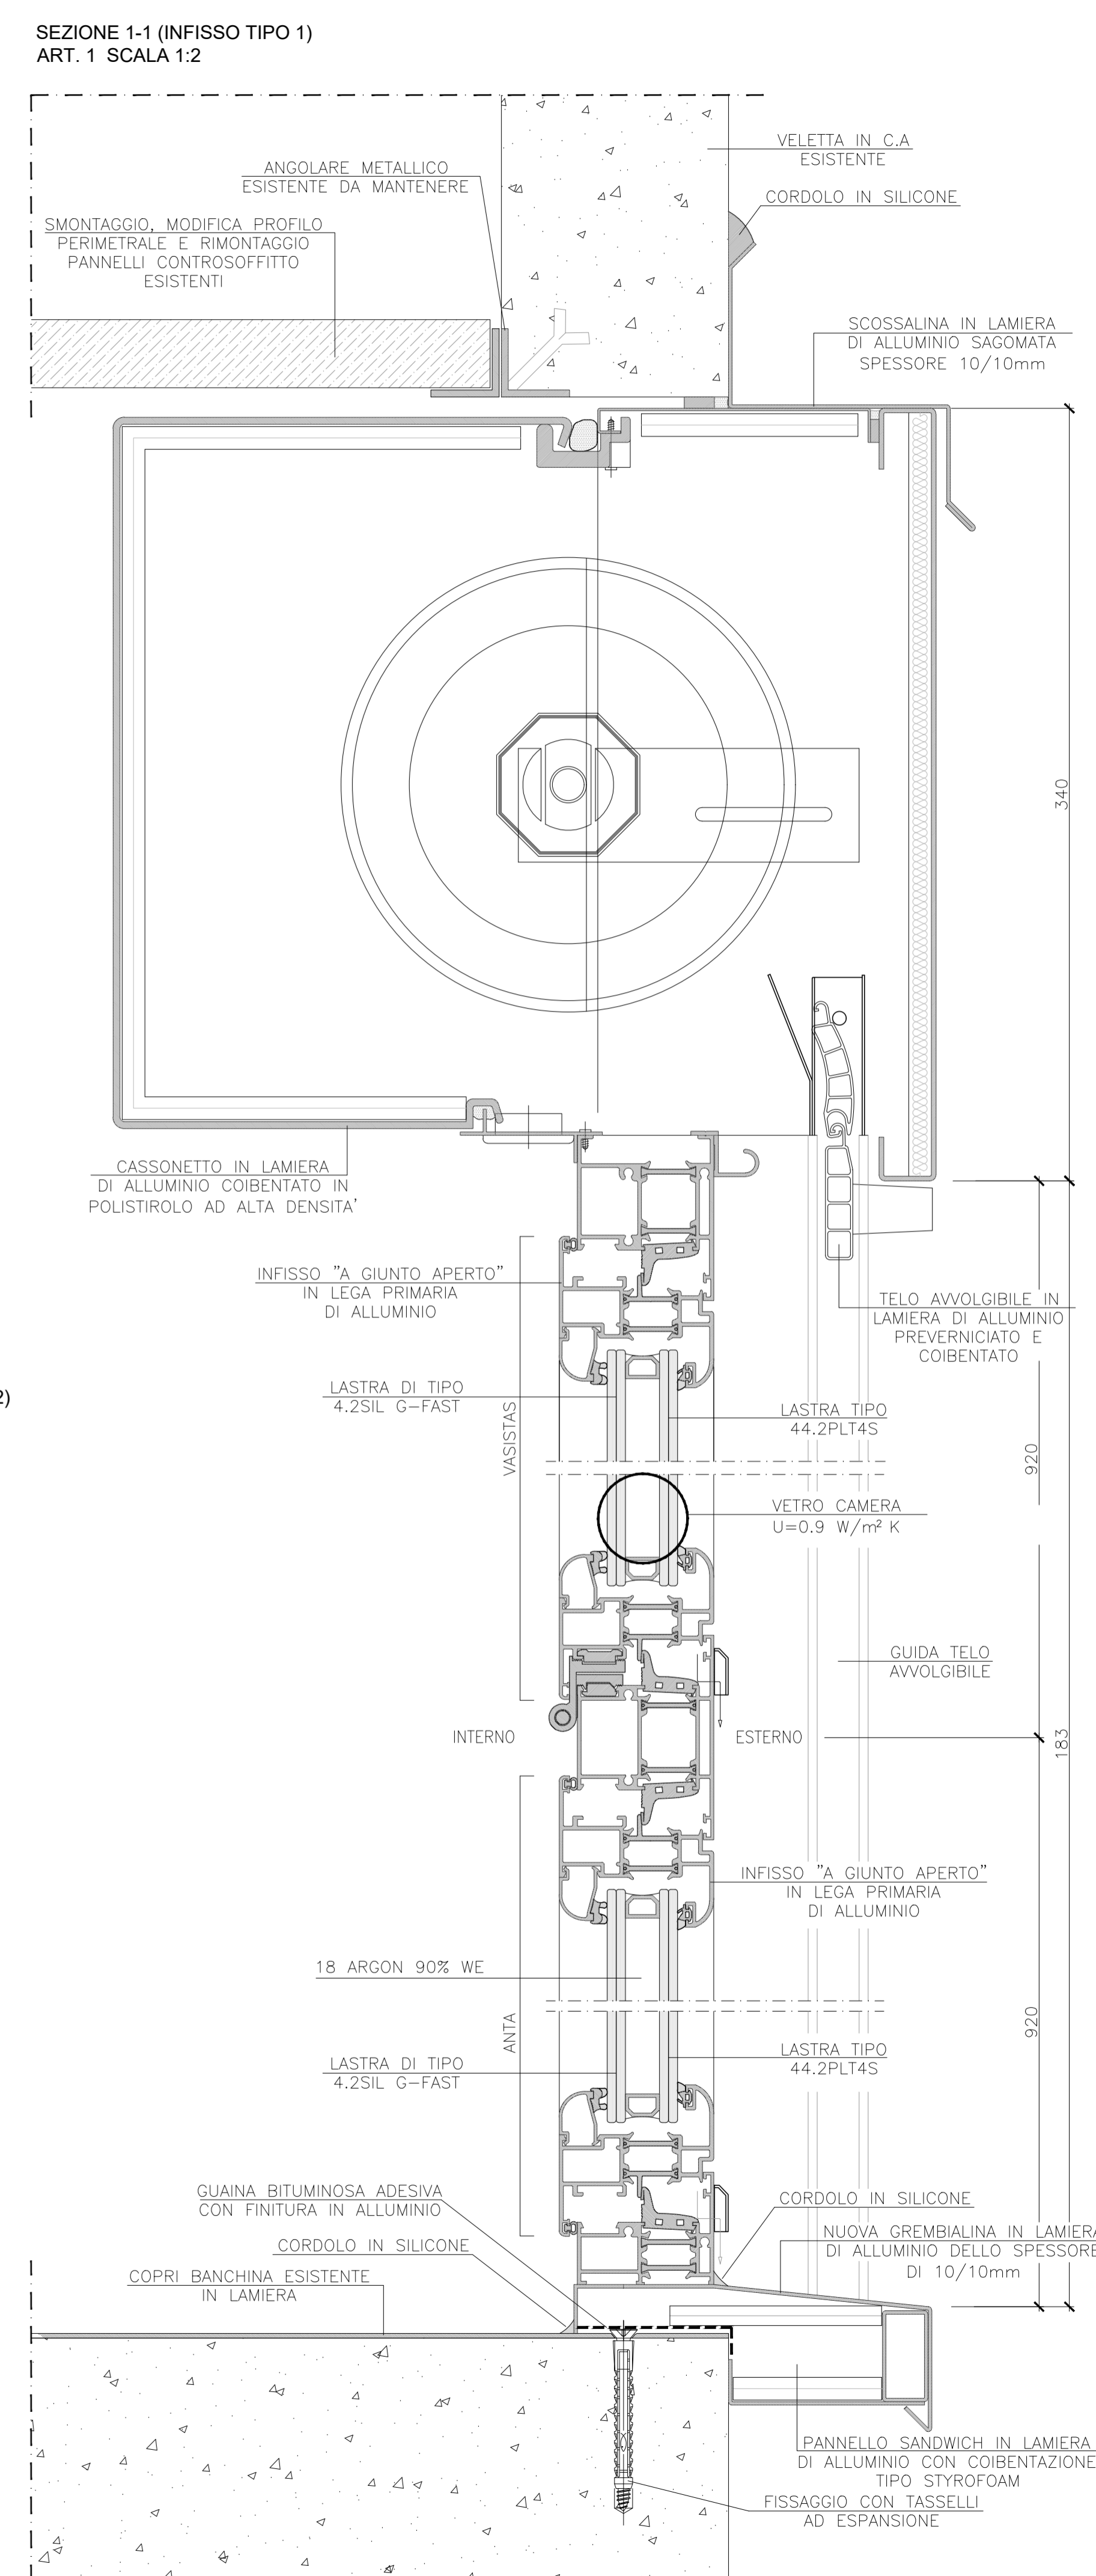 SEZIONE 1-1 (INFISSO TIPO 1)
ART. 1 SCALA 1:2
VELETTA IN C.A
ESISTENTE
ANGOLARE METALLICO
ESISTENTE DA MANTENERE
CORDOLO IN SILICONE
SMONTAGGIO, MODIFICA PROFILO
PERIMETRALE E RIMONTAGGIO
PANNELLI CONTROSOFFITTO
ESISTENTI
SCOSSALINA IN LAMIERA
DI ALLUMINIO SAGOMATA
SPESSORE 10/10mm
340
CASSONETTO IN LAMIERA
DI ALLUMINIO COIBENTATO IN
POLISTIROLO AD ALTA DENSITA'
INFISSO "A GIUNTO APERTO"
IN LEGA PRIMARIA
DI ALLUMINIO
TELO AVVOLGIBILE IN
LAMIERA DI ALLUMINIO
PREVERNICIATO E
COIBENTATO
2)
LASTRA DI TIPO
4.2SIL G-FAST
VASISTAS
LASTRA TIPO
44.2PLT4S
920
VETRO CAMERA
U=0.9 W/m² K
GUIDA TELO
AVVOLGIBILE
INTERNO
ESTERNO
183
INFISSO "A GIUNTO APERTO"
IN LEGA PRIMARIA
DI ALLUMINIO
18 ARGON 90% WE
ANTA
920
LASTRA DI TIPO
4.2SIL G-FAST
LASTRA TIPO
44.2PLT4S
GUAINA BITUMINOSA ADESIVA
CON FINITURA IN ALLUMINIO
CORDOLO IN SILICONE
CORDOLO IN SILICONE
NUOVA GREMBIALINA IN LAMIERA
DI ALLUMINIO DELLO SPESSORE
DI 10/10mm
COPRI BANCHINA ESISTENTE
IN LAMIERA
PANNELLO SANDWICH IN LAMIERA
DI ALLUMINIO CON COIBENTAZIONE
TIPO STYROFOAM
FISSAGGIO CON TASSELLI
AD ESPANSIONE